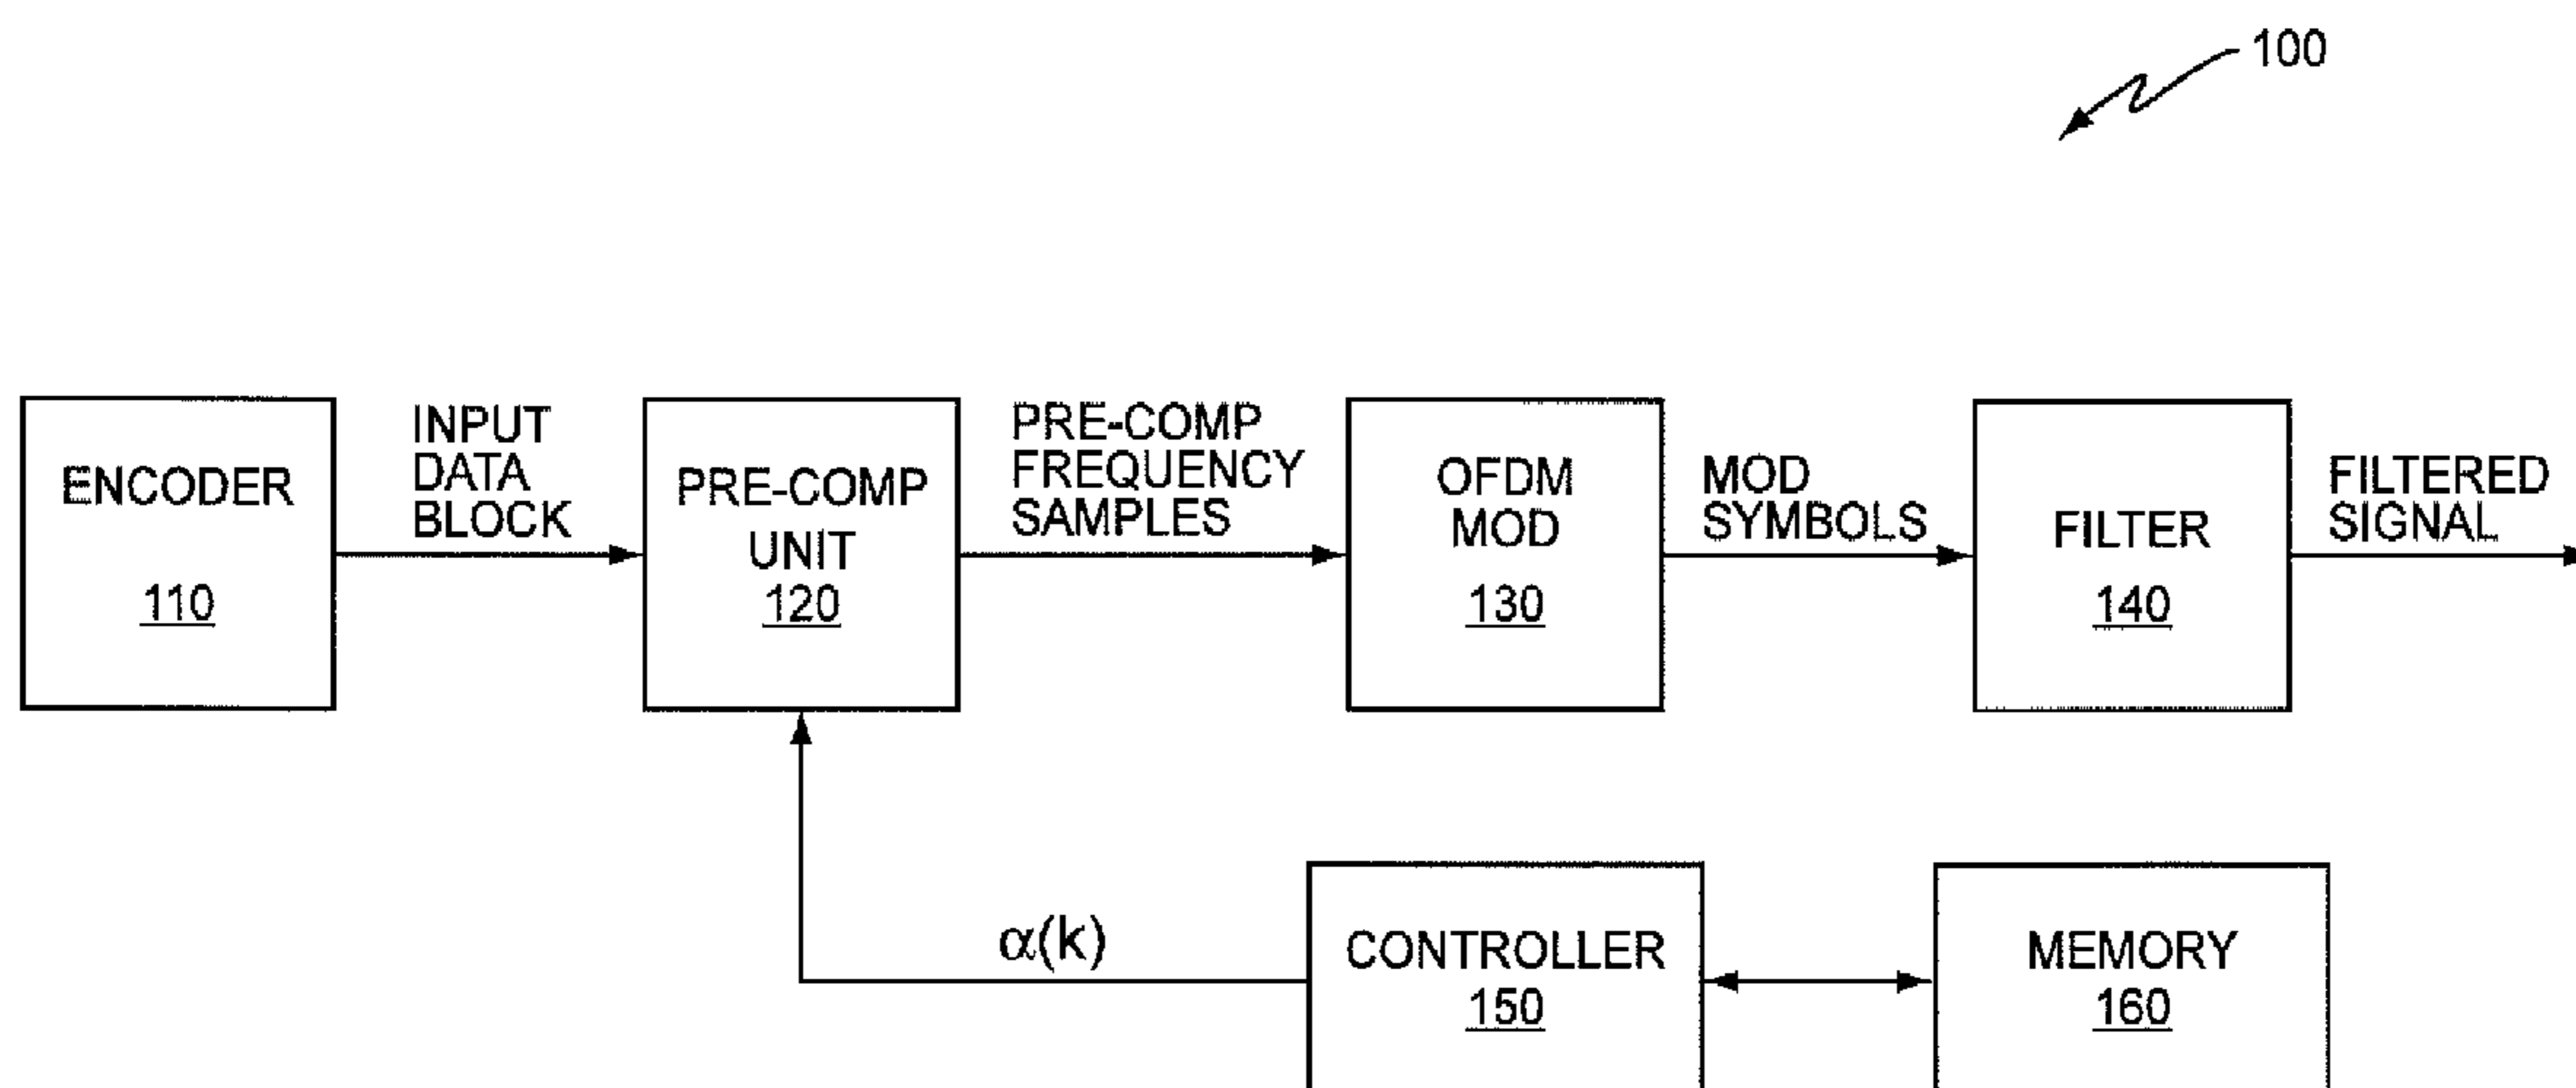 100
ENCODER
110
INPUT
DATA
BLOCK
PRE-COMP
UNIT
120
PRE-COMP
FREQUENCY
SAMPLES
OFDM
MOD
130
MOD
SYMBOLS
FILTER
140
FILTERED
SIGNAL
α(k)
CONTROLLER
150
MEMORY
160